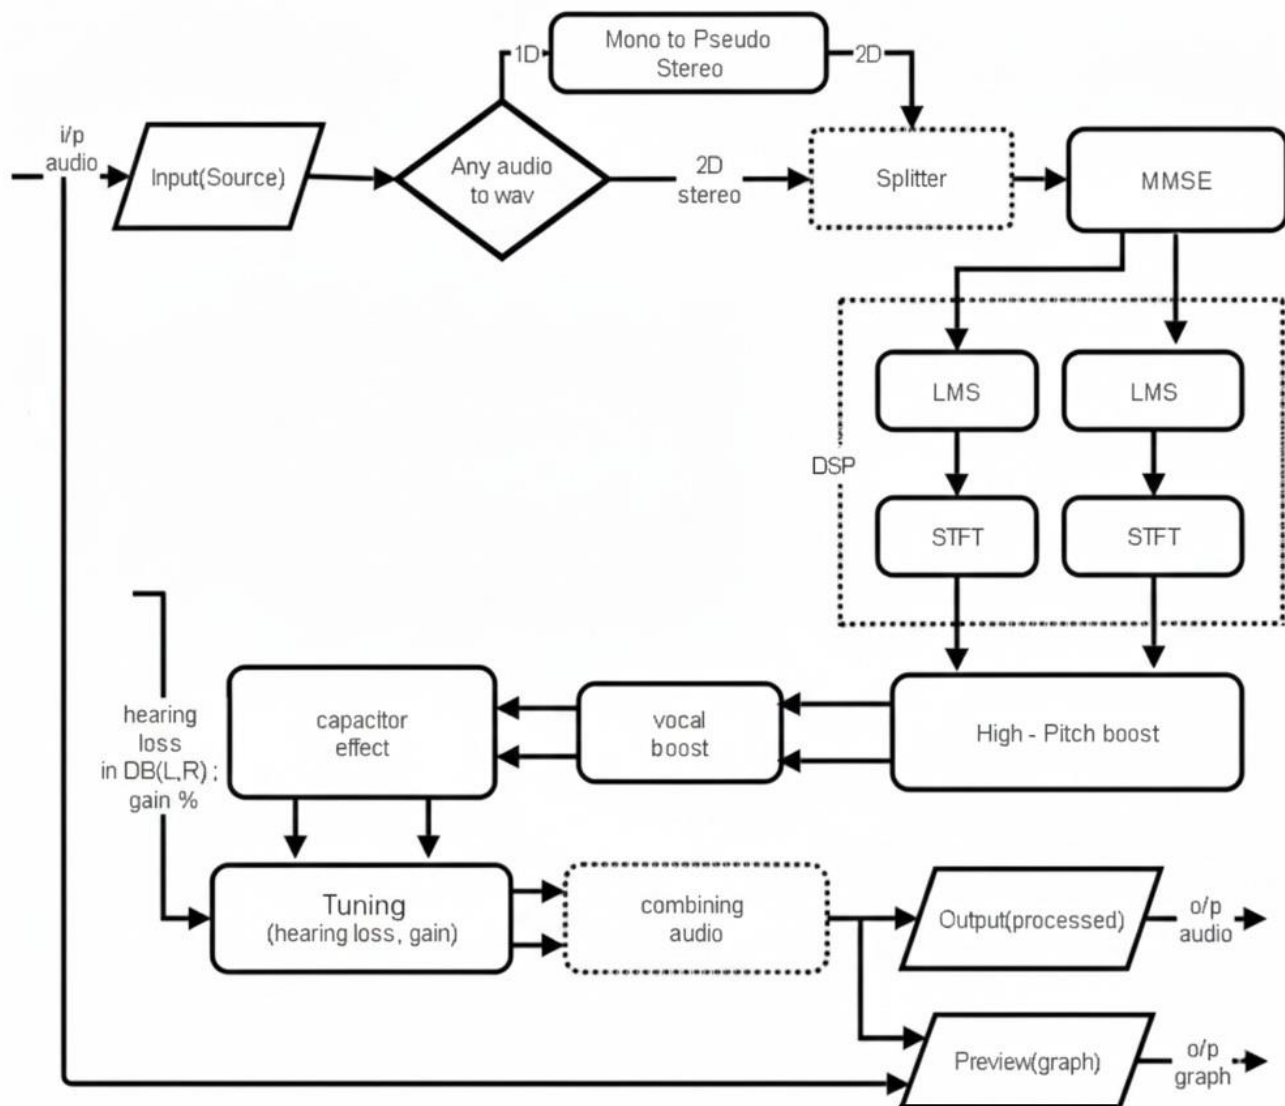 Mono to Pseudo
Stereo
1D
2D
i/p
audio
Input(Source)
Any audio
to wav
2D
stereo
Splitter
MMSE
LMS
LMS
DSP
STFT
STFT
hearing
loss
in DB(L,R) ;
gain %
capacitor
effect
vocal
boost
High - Pitch boost
Tuning
(hearing loss, gain)
combining
audio
Output(processed)
o/p
audio
Preview(graph)
o/p
graph